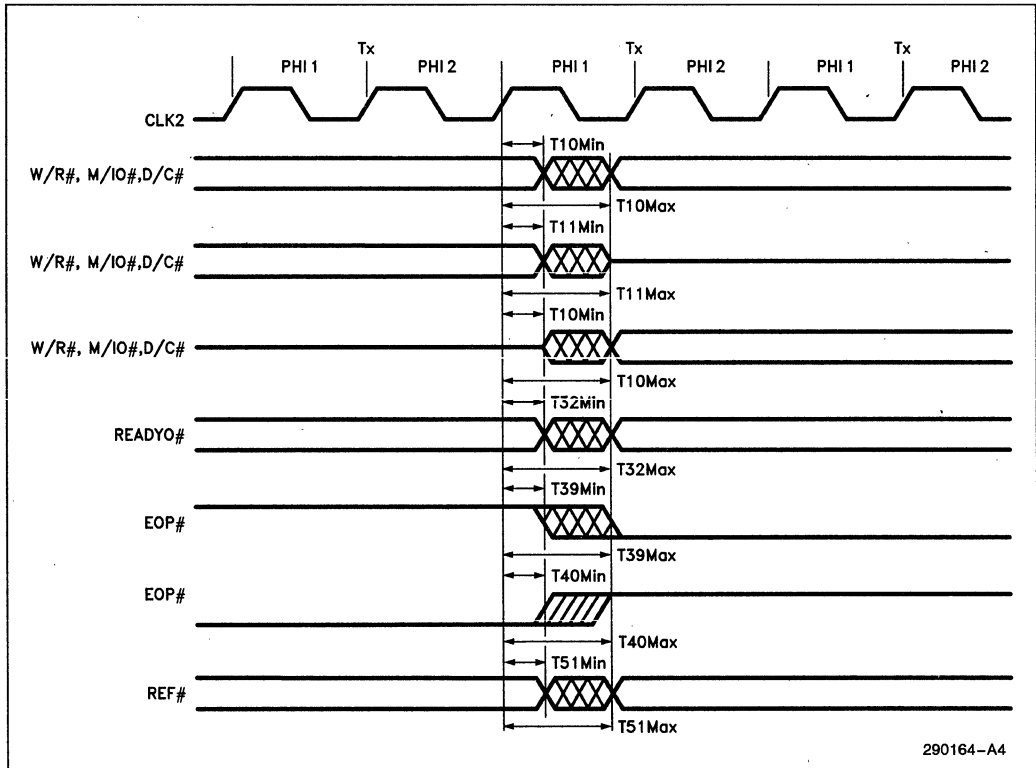 Tx Tx Tx
PHI 1 PHI 2 PHI 1 PHI 2 PHI 1 PHI 2
CLK2
T10Min
W/R#, M/IO#,D/C#
T10Max
T11Min
W/R#, M/IO#,D/C#
T11Max
T10Min
W/R#, M/IO#,D/C#
T10Max
T32Min
READYO#
T32Max
T39Min
EOP#
T39Max
T40Min
EOP#
T40Max
T51Min
REF#
T51Max
290164-A4